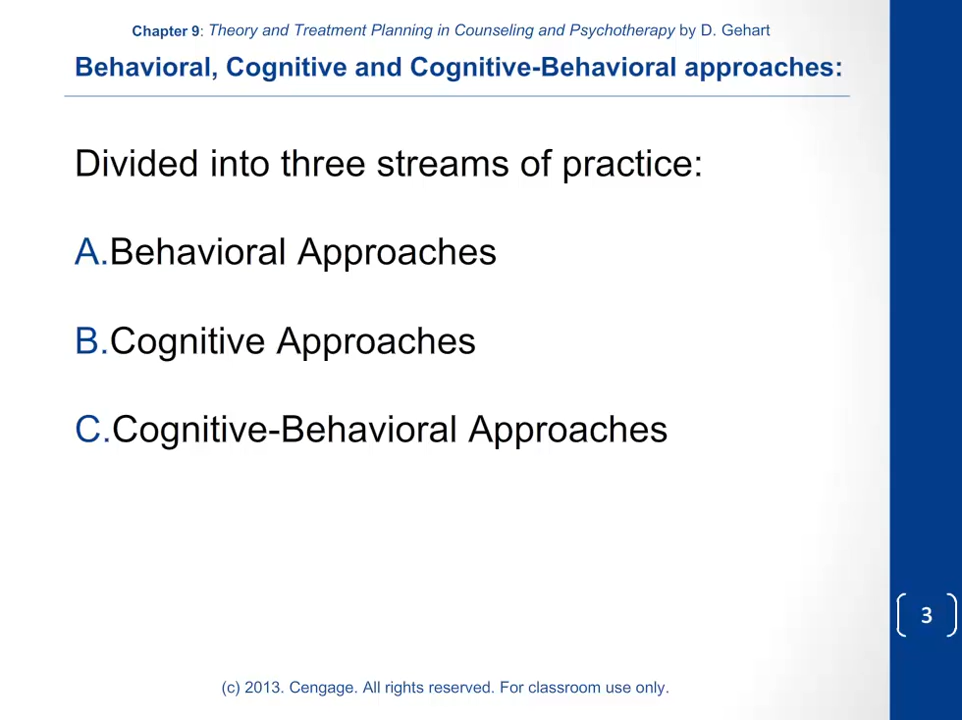 Chapter 9: Theory and Treatment Planning in Counseling and Psychotherapy by D. Gehart
Behavioral, Cognitive and Cognitive-Behavioral approaches:
Divided into three streams of practice:
A.Behavioral Approaches
B.Cognitive Approaches
C.Cognitive-Behavioral Approaches
3
(c) 2013. Cengage. All rights reserved. For classroom use only.